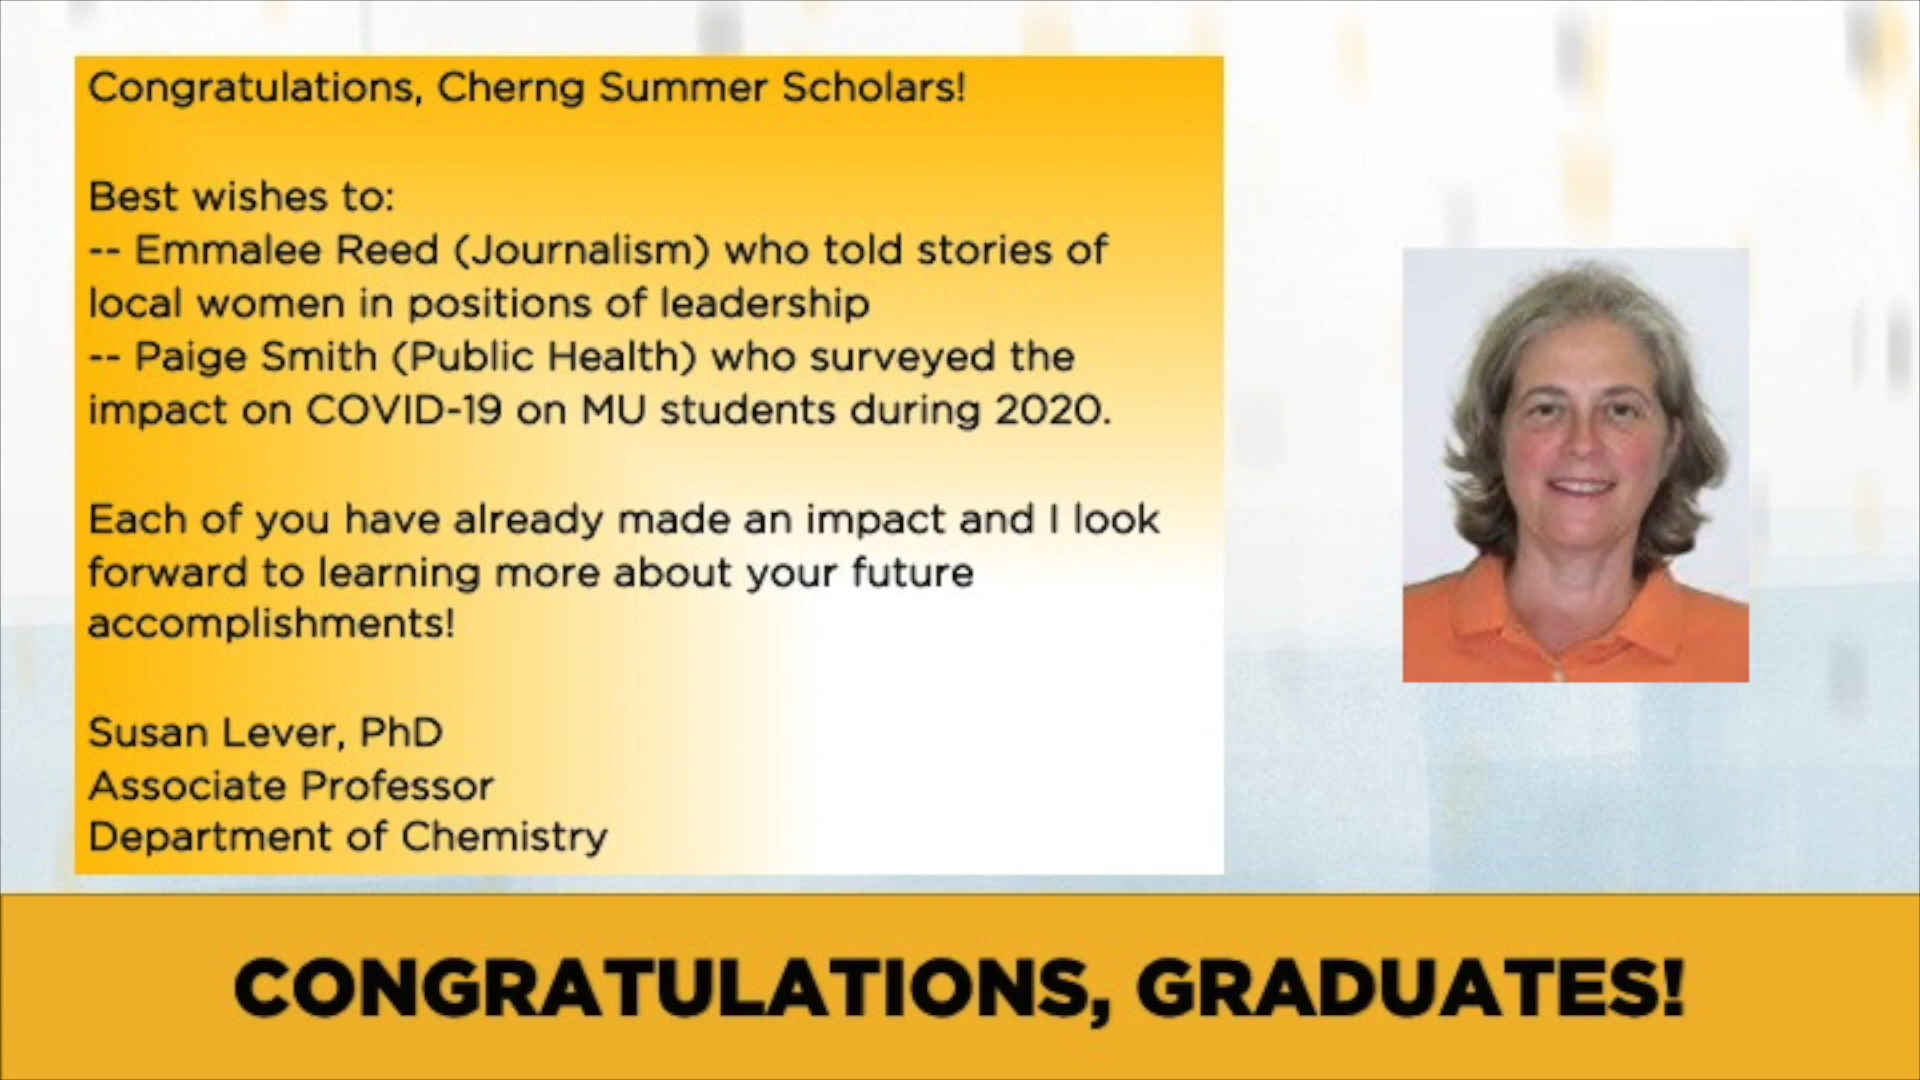 Congratulations, Cherng Summer Scholars!
Best wishes to:
-- Emmalee Reed (Journalism) who told stories of
local women in positions of leadership
-- Paige Smith (Public Health) who surveyed the
impact on COVID-19 on MU students during 2020.
Each of you have already made an impact and I look
forward to learning more about your future
accomplishments!
Susan Lever, PhD
Associate Professor
Department of Chemistry
CONGRATULATIONS, GRADUATES!